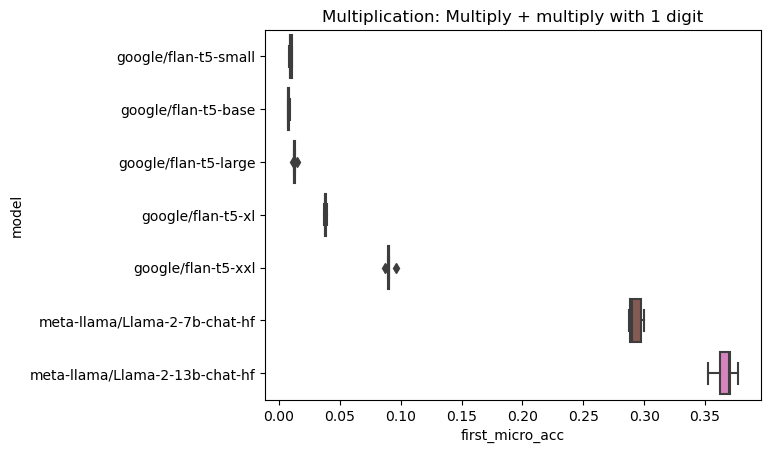 Multiplication: Multiply + multiply with 1 digit
google/flan-t5-small
google/flan-t5-base
google/flan-t5-large
google/flan-t5-xl
google/flan-t5-xxl
meta-llama/Llama-2-7b-chat-hf
meta-llama/Llama-2-13b-chat-hf
model
0.00 0.05 0.10 0.15 0.20 0.25 0.30 0.35
first_micro_acc